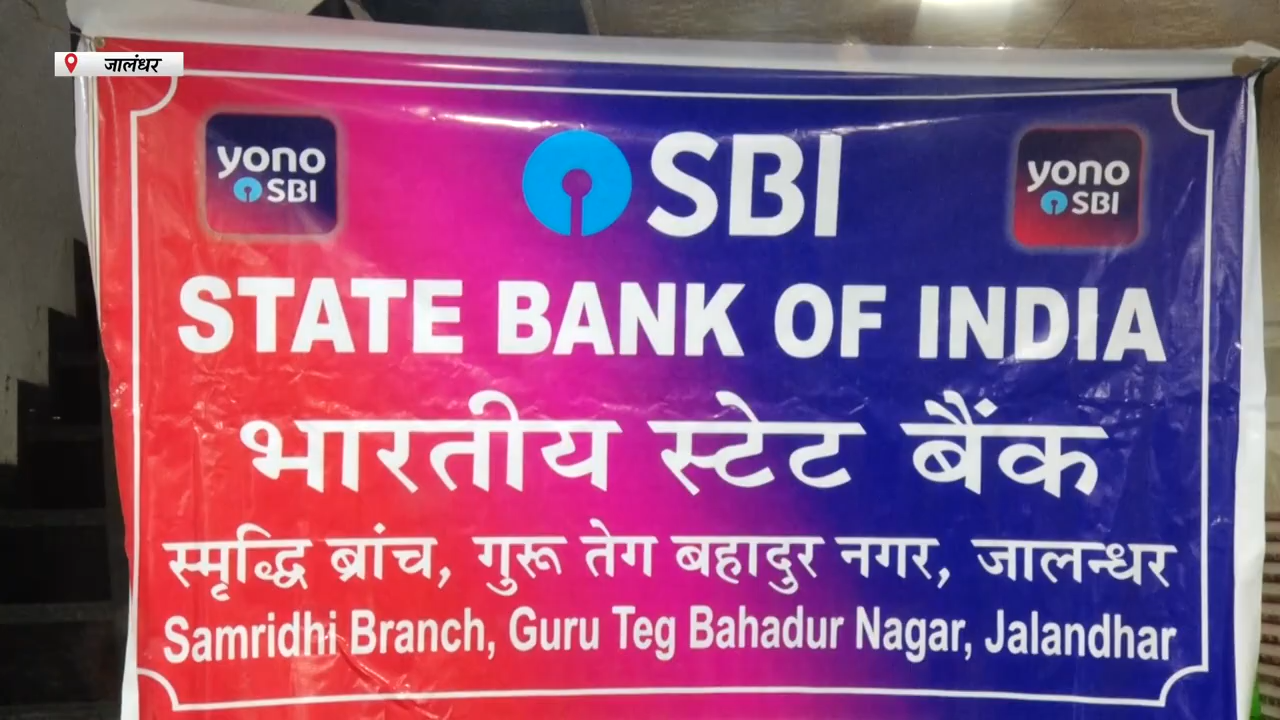 जालंधर
yono
SBI
SBI
yono
SBI
STATE BANK OF INDIA
भारतीय स्टेट बैंक
स्मृद्धि ब्रांच, गुरू तेग बहादुर नगर, जालन्धर
Samridhi Branch, Guru Teg Bahadur Nagar, Jalandhar